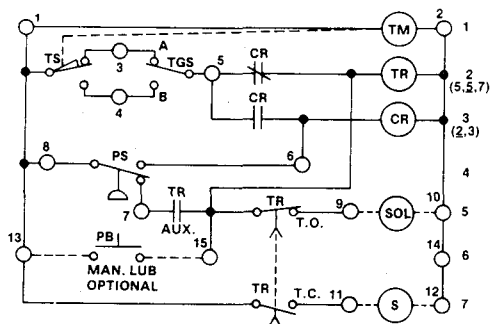 1 2
TM 1
TS 3 A TGS 5 CR TR 2
(5,5,7)
4 B CR CR 3
(2,3)
8 PS 6 4
7 TR AUX. TR T.O. 9 SOL 10 5
13 PB 15 14 6
MAN. LUB
OPTIONAL
TR T.C. 11 S 12 7